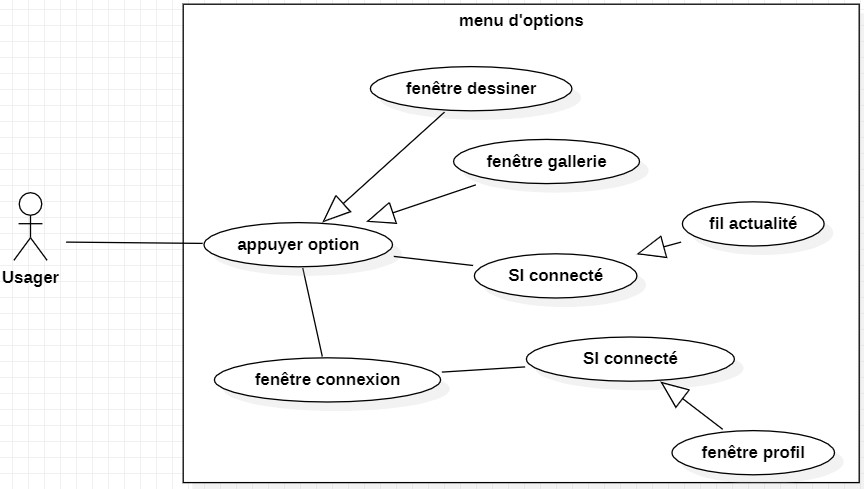 menu d'options
fenêtre dessiner
fenêtre gallerie
fil actualité
appuyer option
SI connecté
Usager
SI connecté
fenêtre connexion
fenêtre profil